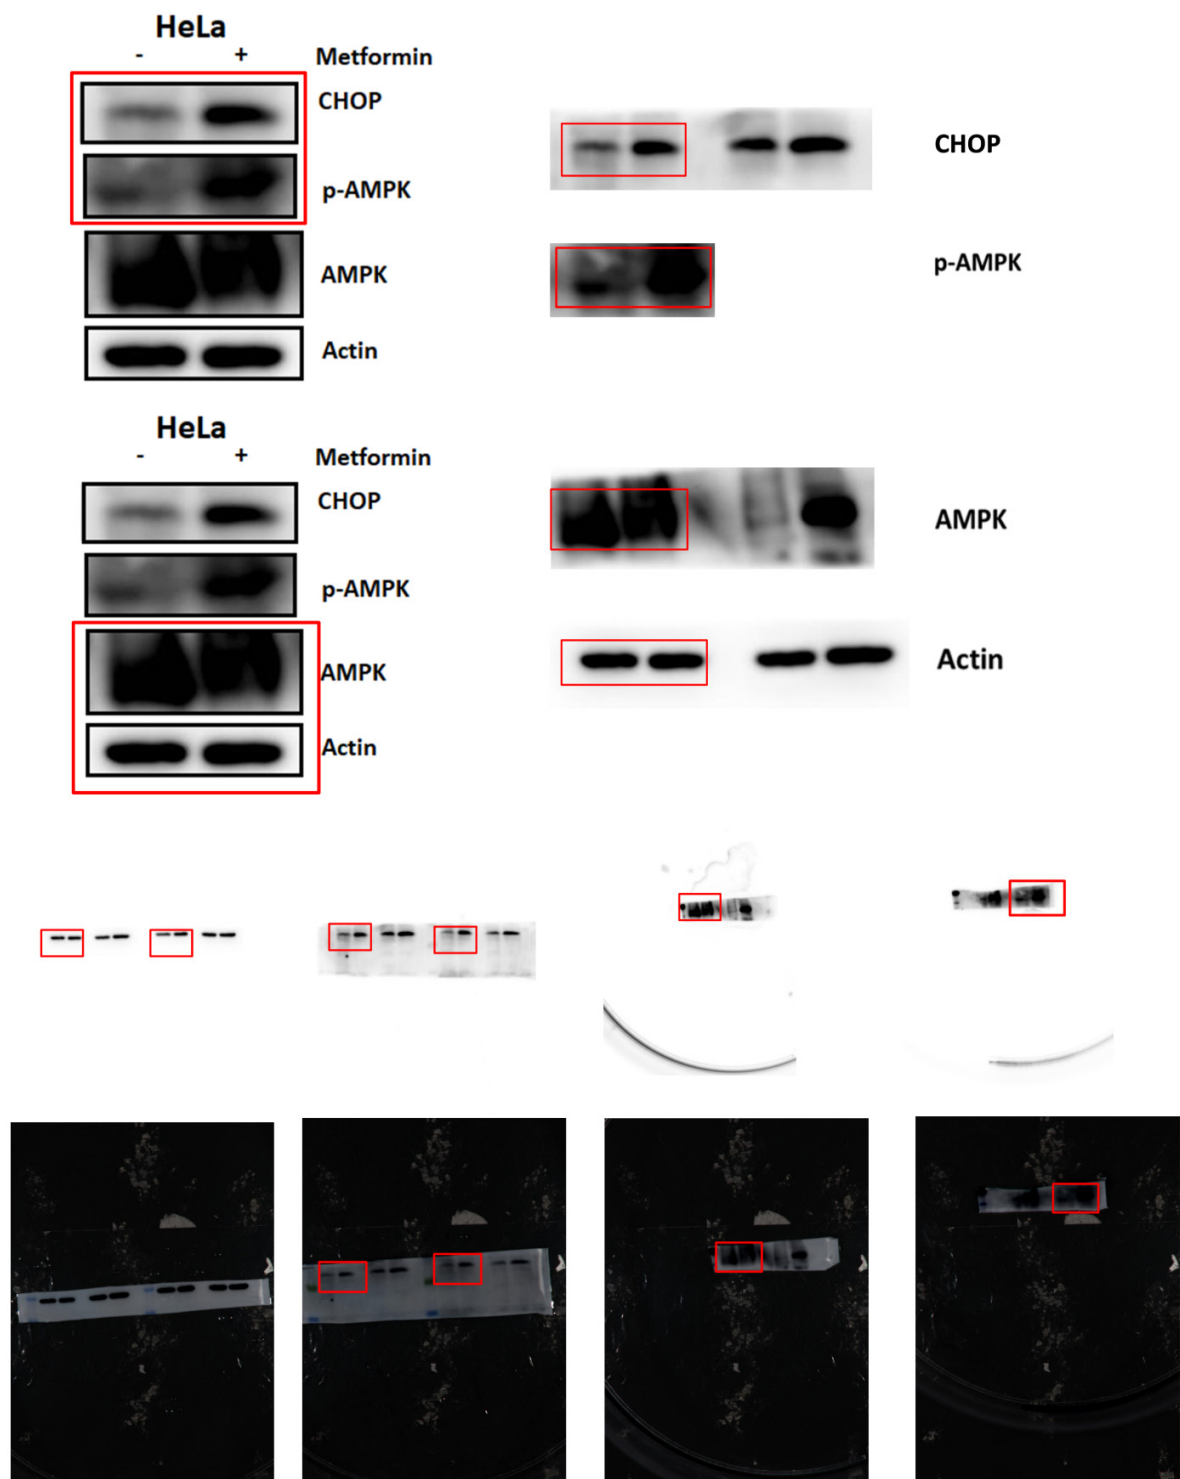 HeLa
- + Metformin
CHOP
p-AMPK
AMPK
Actin
CHOP
p-AMPK
HeLa
- + Metformin
CHOP
p-AMPK
AMPK
Actin
AMPK
Actin